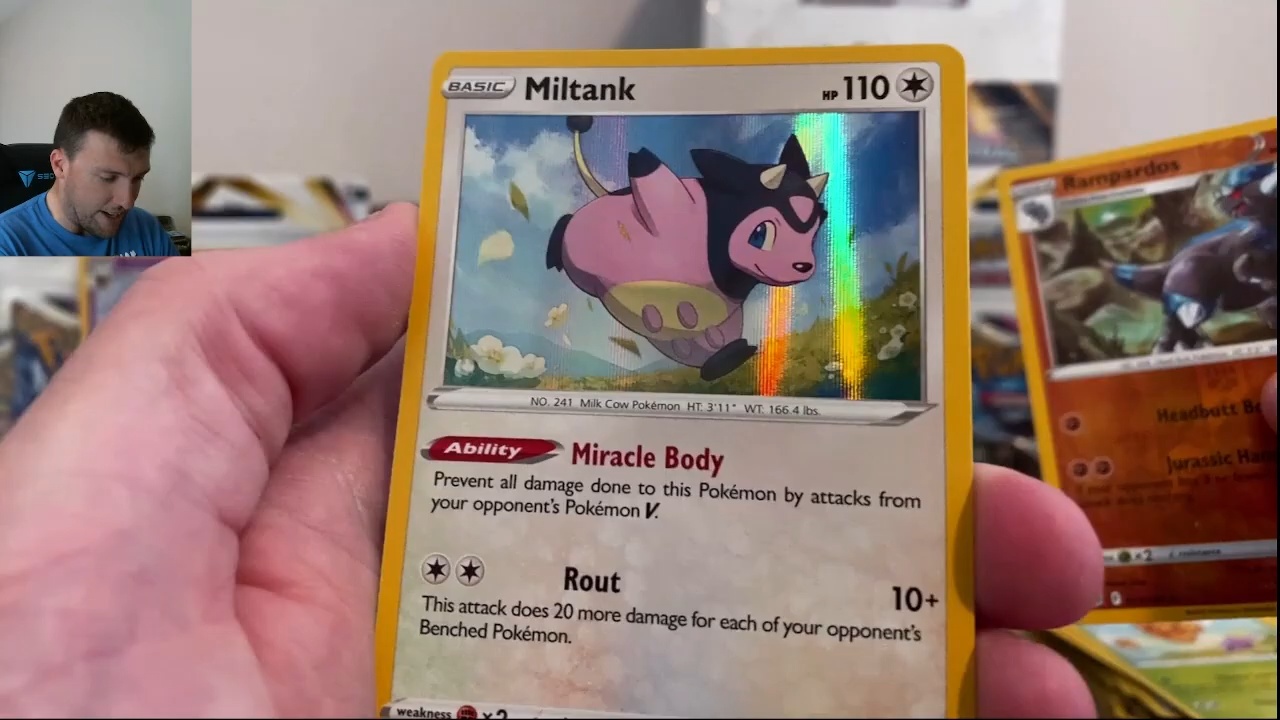 BASIC Miltank HP 110
NO. 241 Milk Cow Pokémon HT: 3'11" WT: 166.4 lbs.
Ability Miracle Body
Prevent all damage done to this Pokémon by attacks from
your opponent's Pokémon V.
Rout 10+
This attack does 20 more damage for each of your opponent's
Benched Pokémon.
weakness ×2
Rampardos
Headbutt
Jurassic
×2